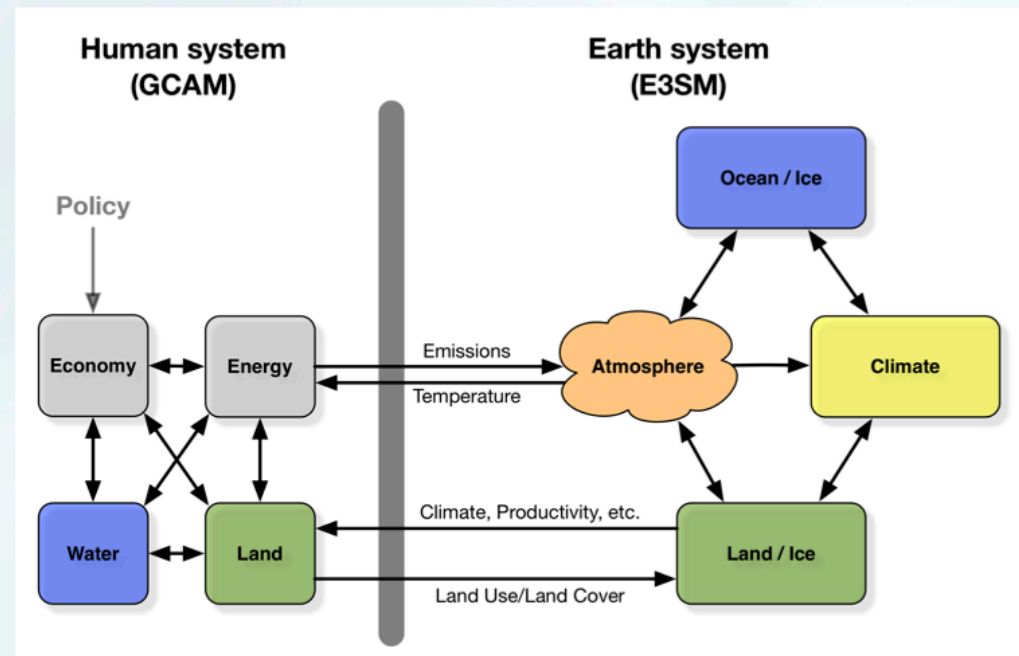 Human system
(GCAM)
Earth system
(E3SM)
Ocean / Ice
Policy
Economy
Energy
Emissions
Temperature
Atmosphere
Climate
Water
Land
Climate, Productivity, etc.
Land Use/Land Cover
Land / Ice